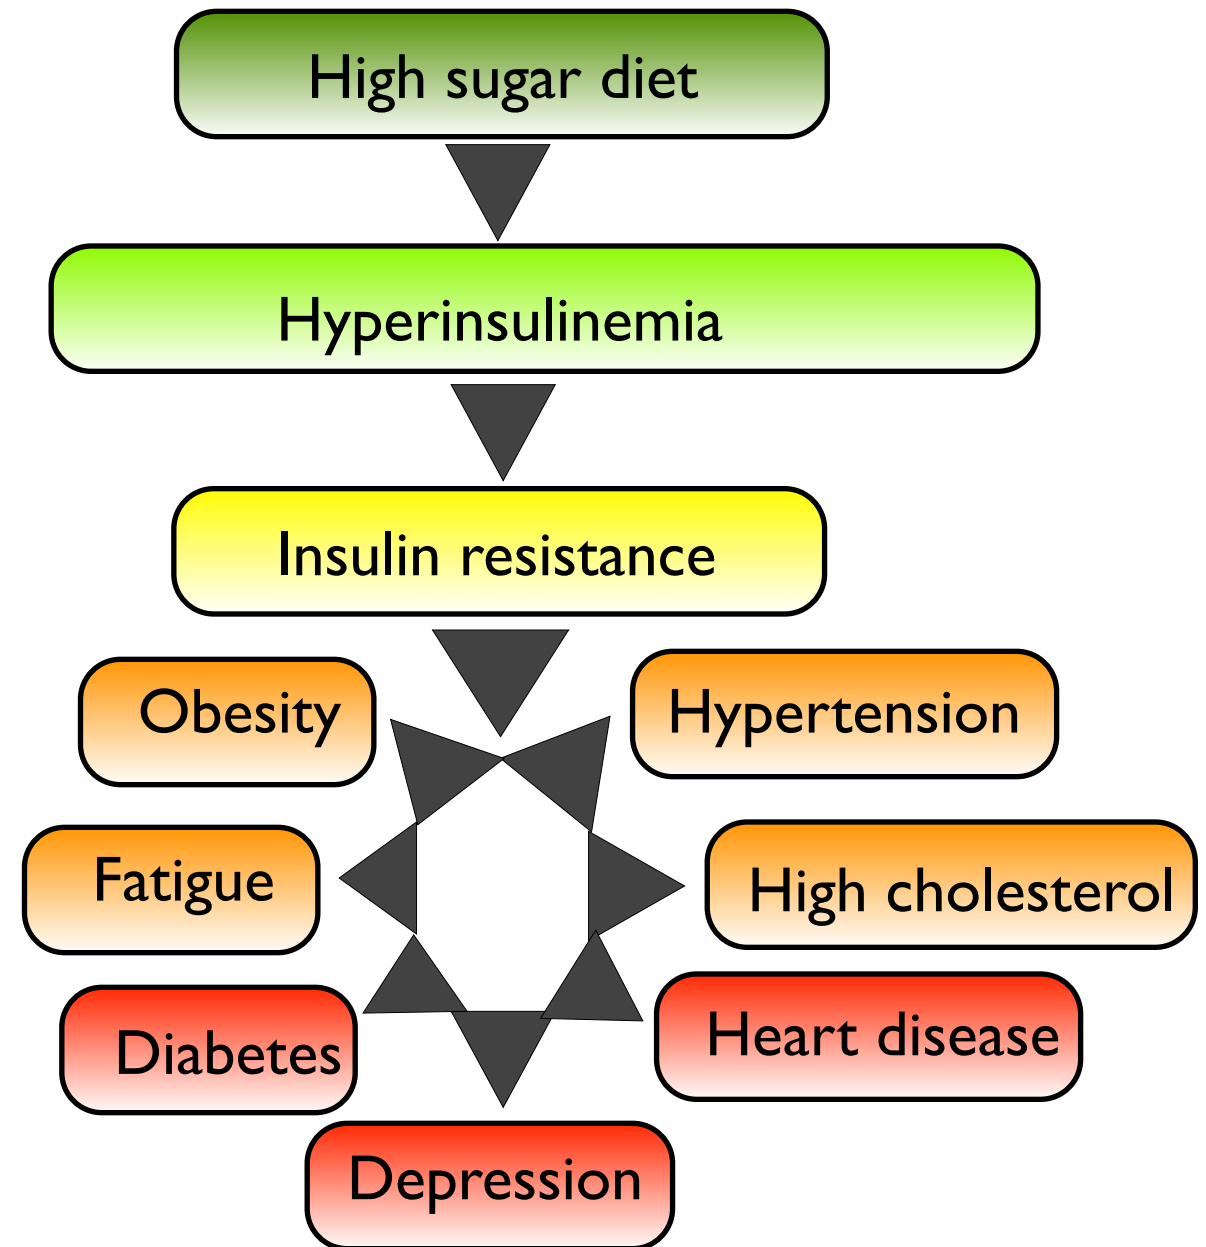 High sugar diet
Hyperinsulinemia
Insulin resistance
Obesity
Hypertension
Fatigue
High cholesterol
Diabetes
Heart disease
Depression